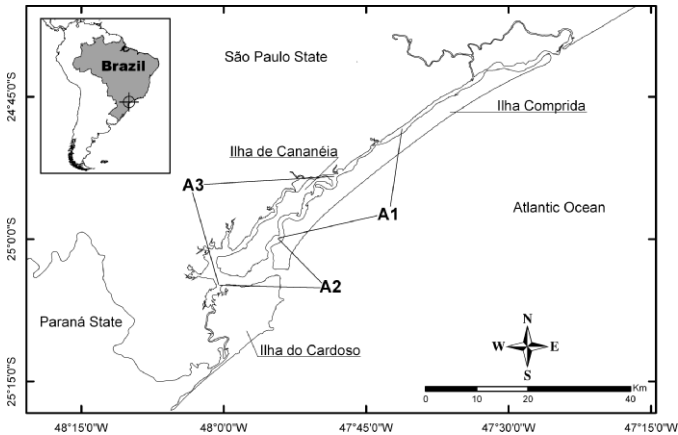 Brazil
São Paulo State
24°45'0"S
Ilha Comprida
Ilha de Cananéia
A3
A1
Atlantic Ocean
25°0'0"S
A2
Paraná State
N
W E
S
Ilha do Cardoso
25°15'0"S
Km
0 10 20 40
48°15'0"W 48°0'0"W 47°45'0"W 47°30'0"W 47°15'0"W